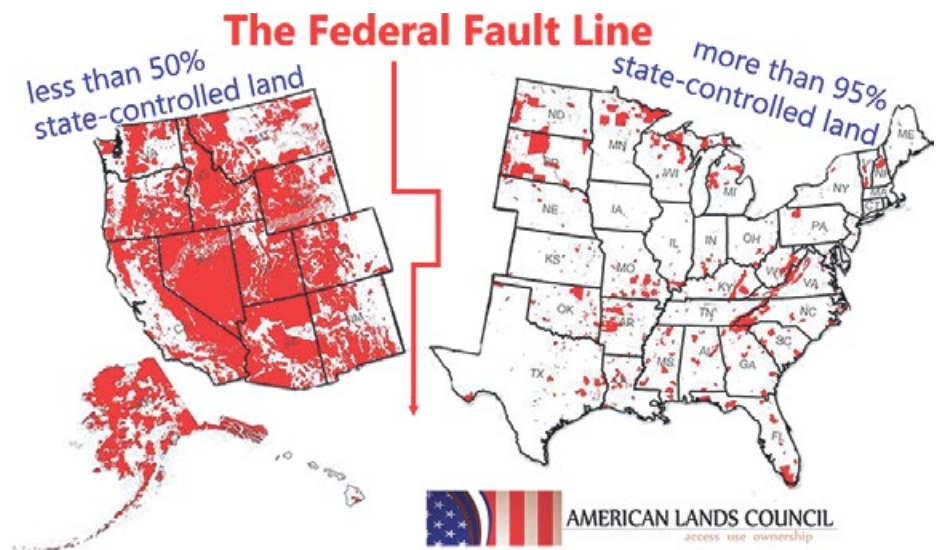 The Federal Fault Line
less than 50%
state-controlled land
more than 95%
state-controlled land
ND
MN
WI
MI
ME
NY
NE
IA
IL
IN
OH
PA
KS
MO
KY
VA
OK
AR
TN
NC
SC
TX
MS
AL
GA
FL
MA
CT
NM
AMERICAN LANDS COUNCIL
access use ownership